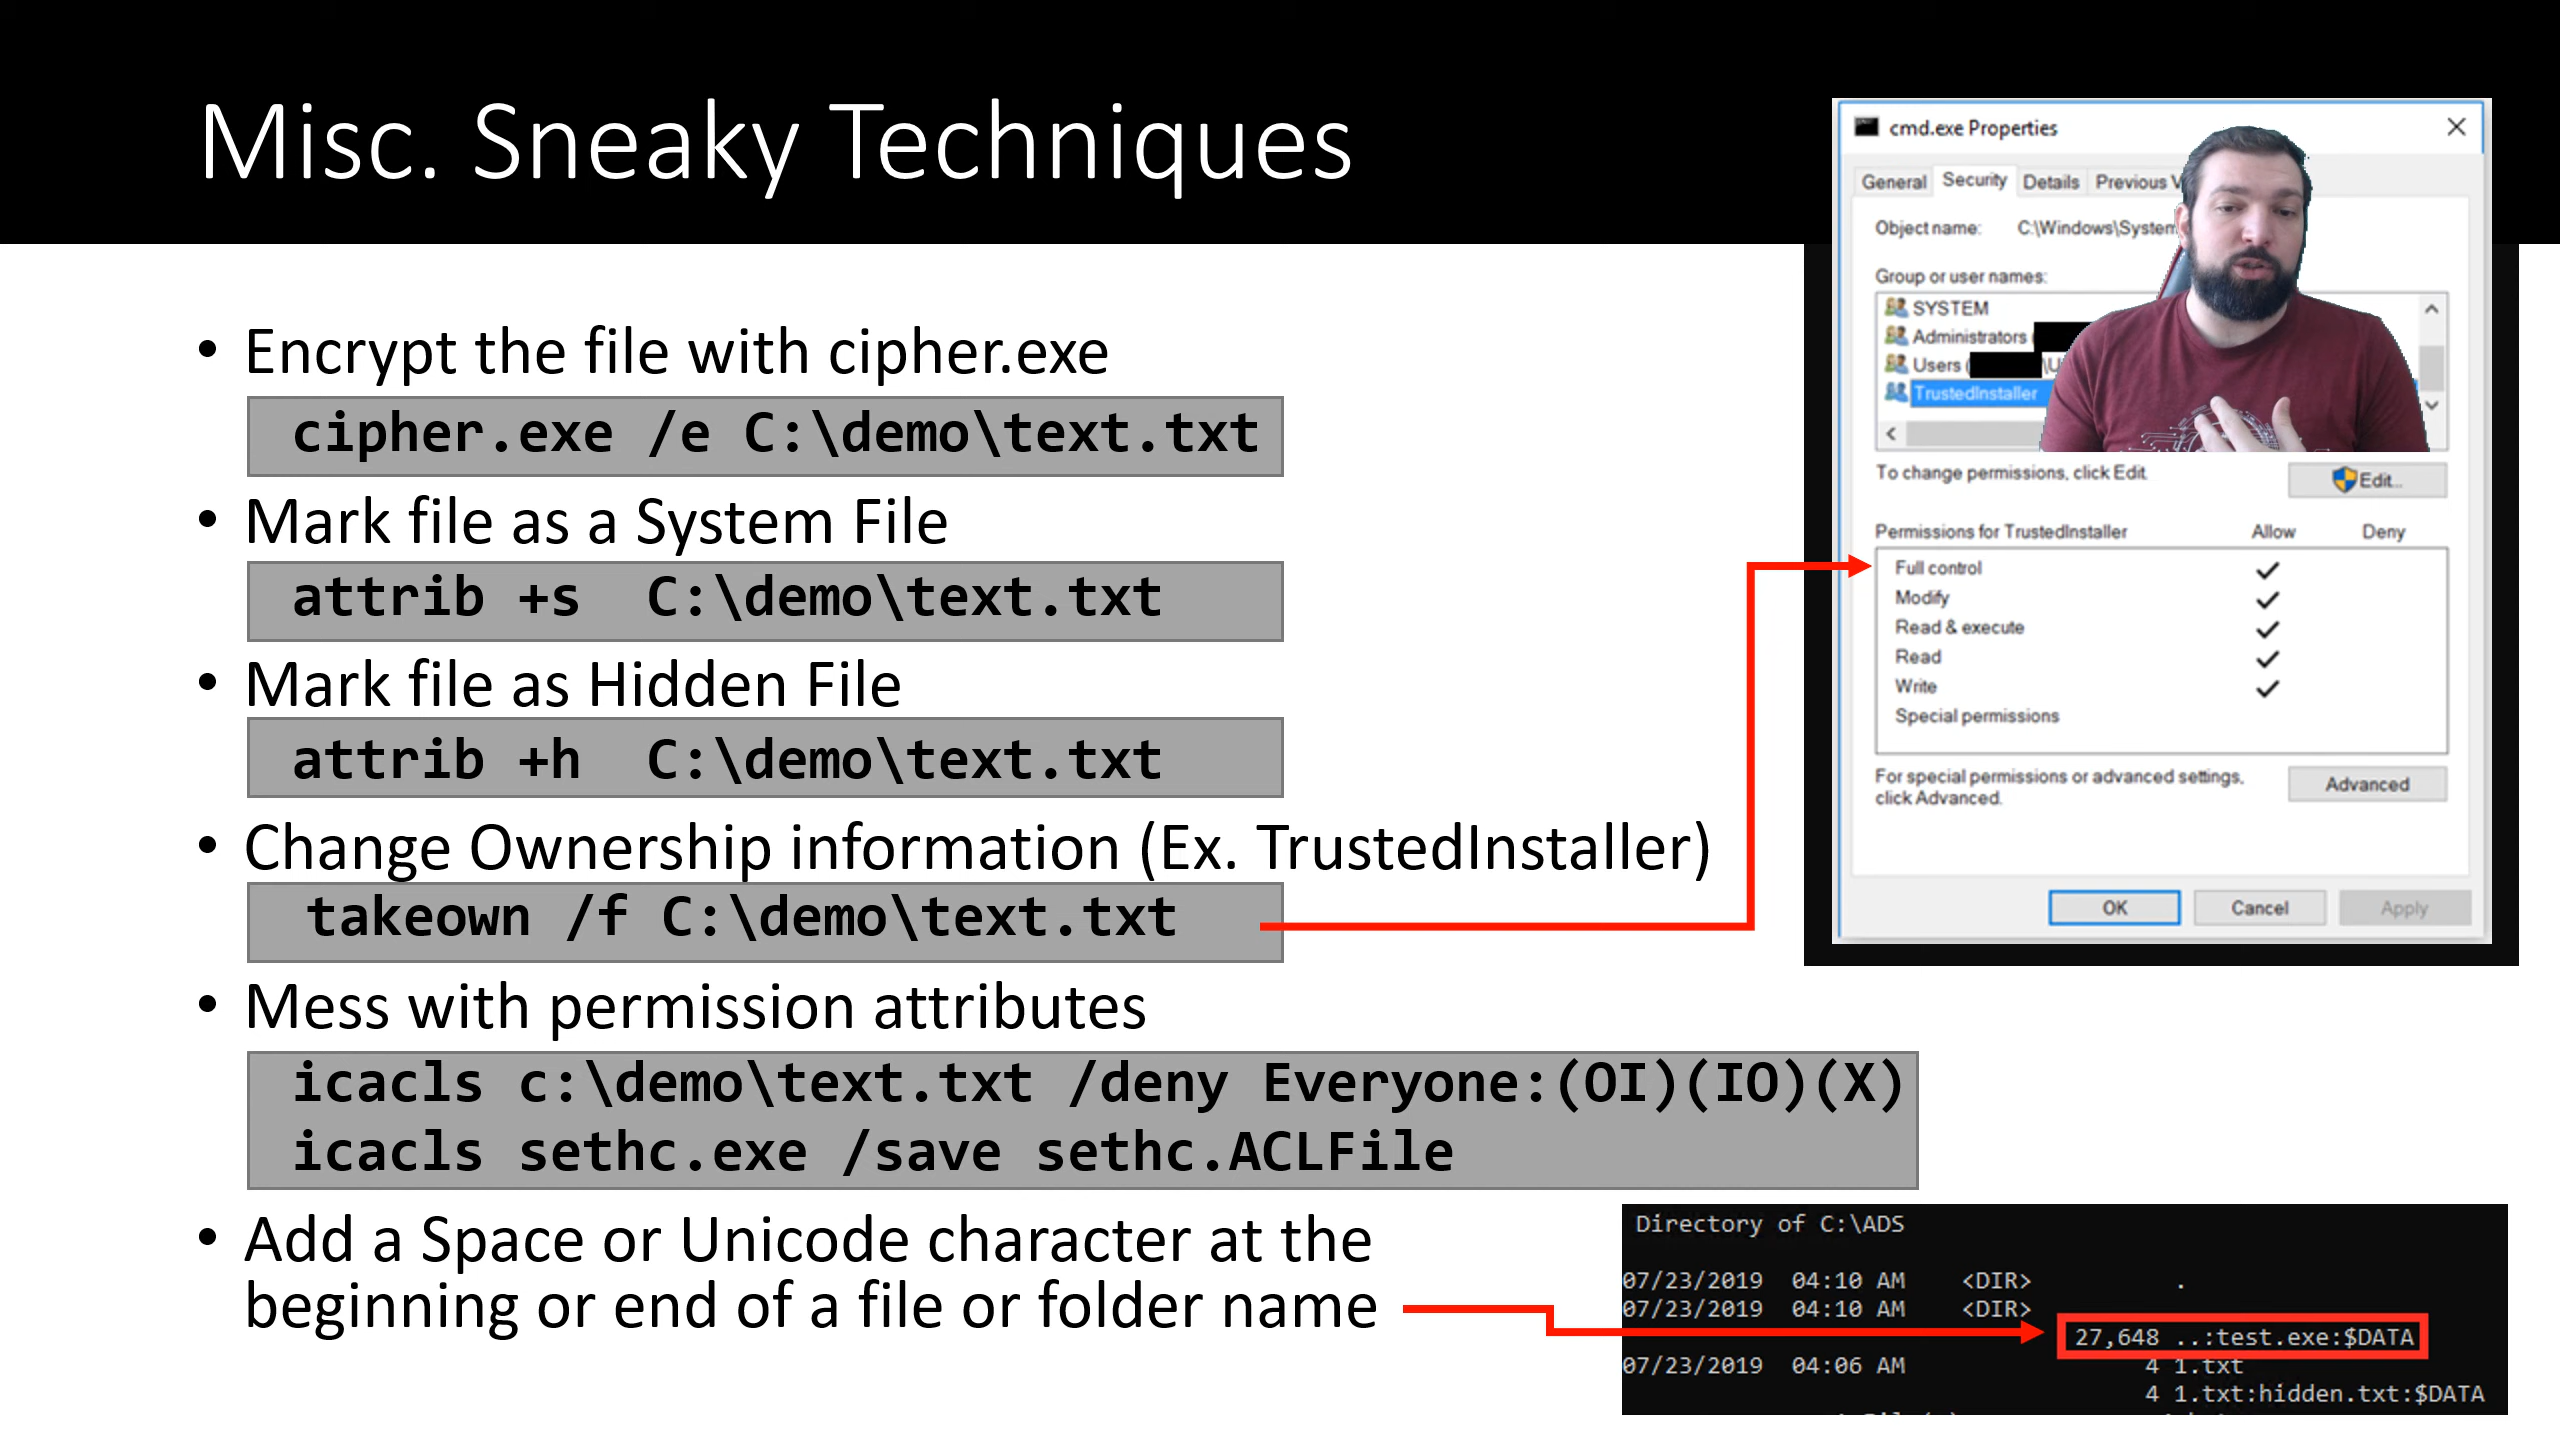 Misc. Sneaky Techniques
• Encrypt the file with cipher.exe
cipher.exe /e C:\demo\text.txt
• Mark file as a System File
attrib +s  C:\demo\text.txt
• Mark file as Hidden File
attrib +h  C:\demo\text.txt
• Change Ownership information (Ex. TrustedInstaller)
takeown /f C:\demo\text.txt
• Mess with permission attributes
icacls c:\demo\text.txt /deny Everyone:(OI)(IO)(X)
icacls sethc.exe /save sethc.ACLFile
• Add a Space or Unicode character at the
beginning or end of a file or folder name
cmd.exe Properties
General Security Details Previous
Object name: C:\Windows\System
Group or user names:
SYSTEM
Administrators (
Users ( \U
TrustedInstaller
To change permissions, click Edit.
Edit...
Permissions for TrustedInstaller Allow Deny
Full control
Modify
Read & execute
Read
Write
Special permissions
For special permissions or advanced settings,
click Advanced.
Advanced
OK Cancel Apply
Directory of C:\ADS
07/23/2019 04:10 AM <DIR> .
07/23/2019 04:10 AM <DIR>
27,648 ..:test.exe:$DATA
07/23/2019 04:06 AM 4 1.txt
4 1.txt:hidden.txt:$DATA